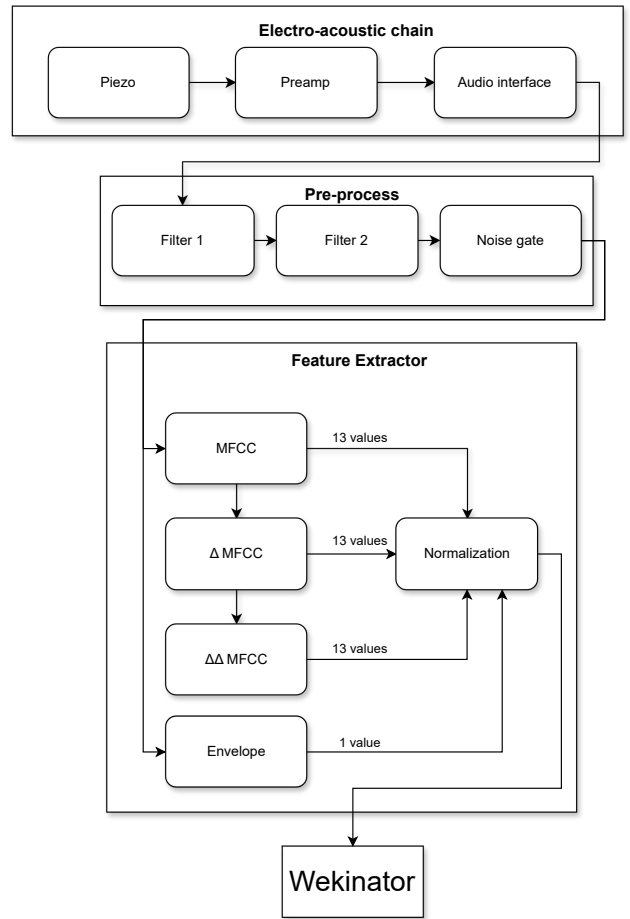 Electro-acoustic chain
Piezo
Preamp
Audio interface
Pre-process
Filter 1
Filter 2
Noise gate
Feature Extractor
MFCC
13 values
Δ MFCC
13 values
Normalization
ΔΔ MFCC
13 values
Envelope
1 value
Wekinator